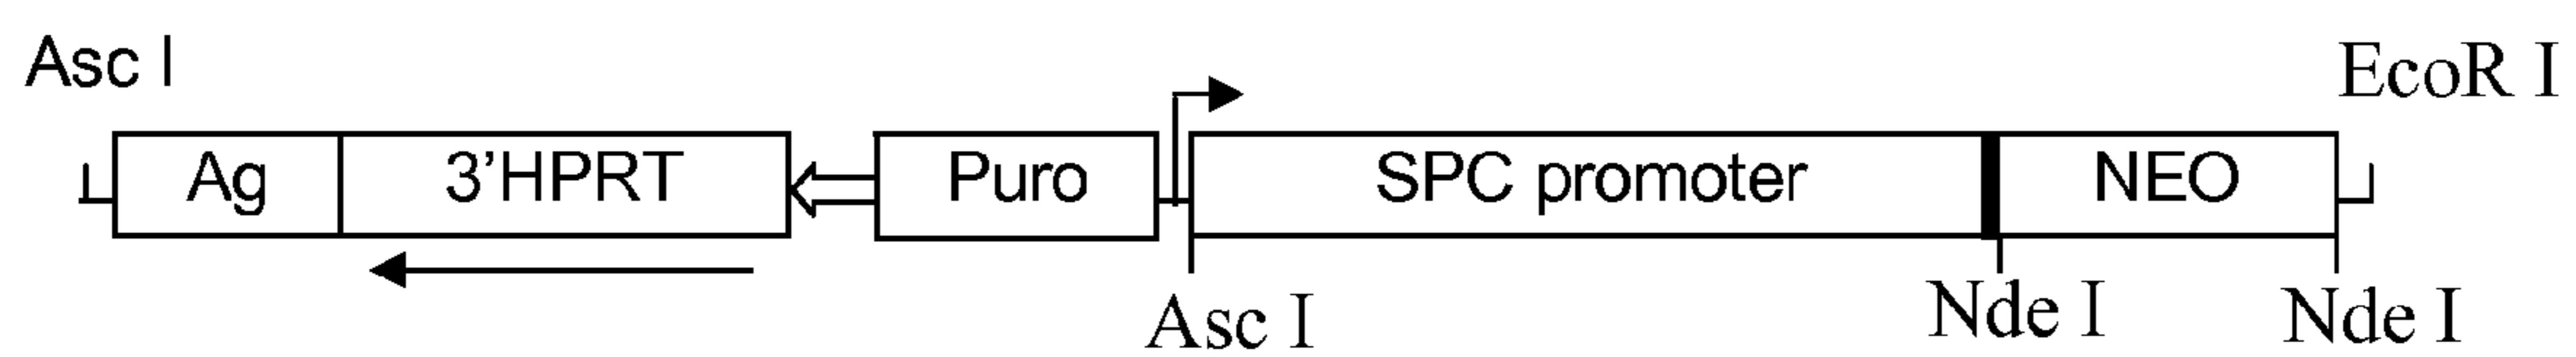 Asc I
EcoR I
Ag 3’HPRT Puro SPC promoter NEO
Asc I
Nde I
Nde I